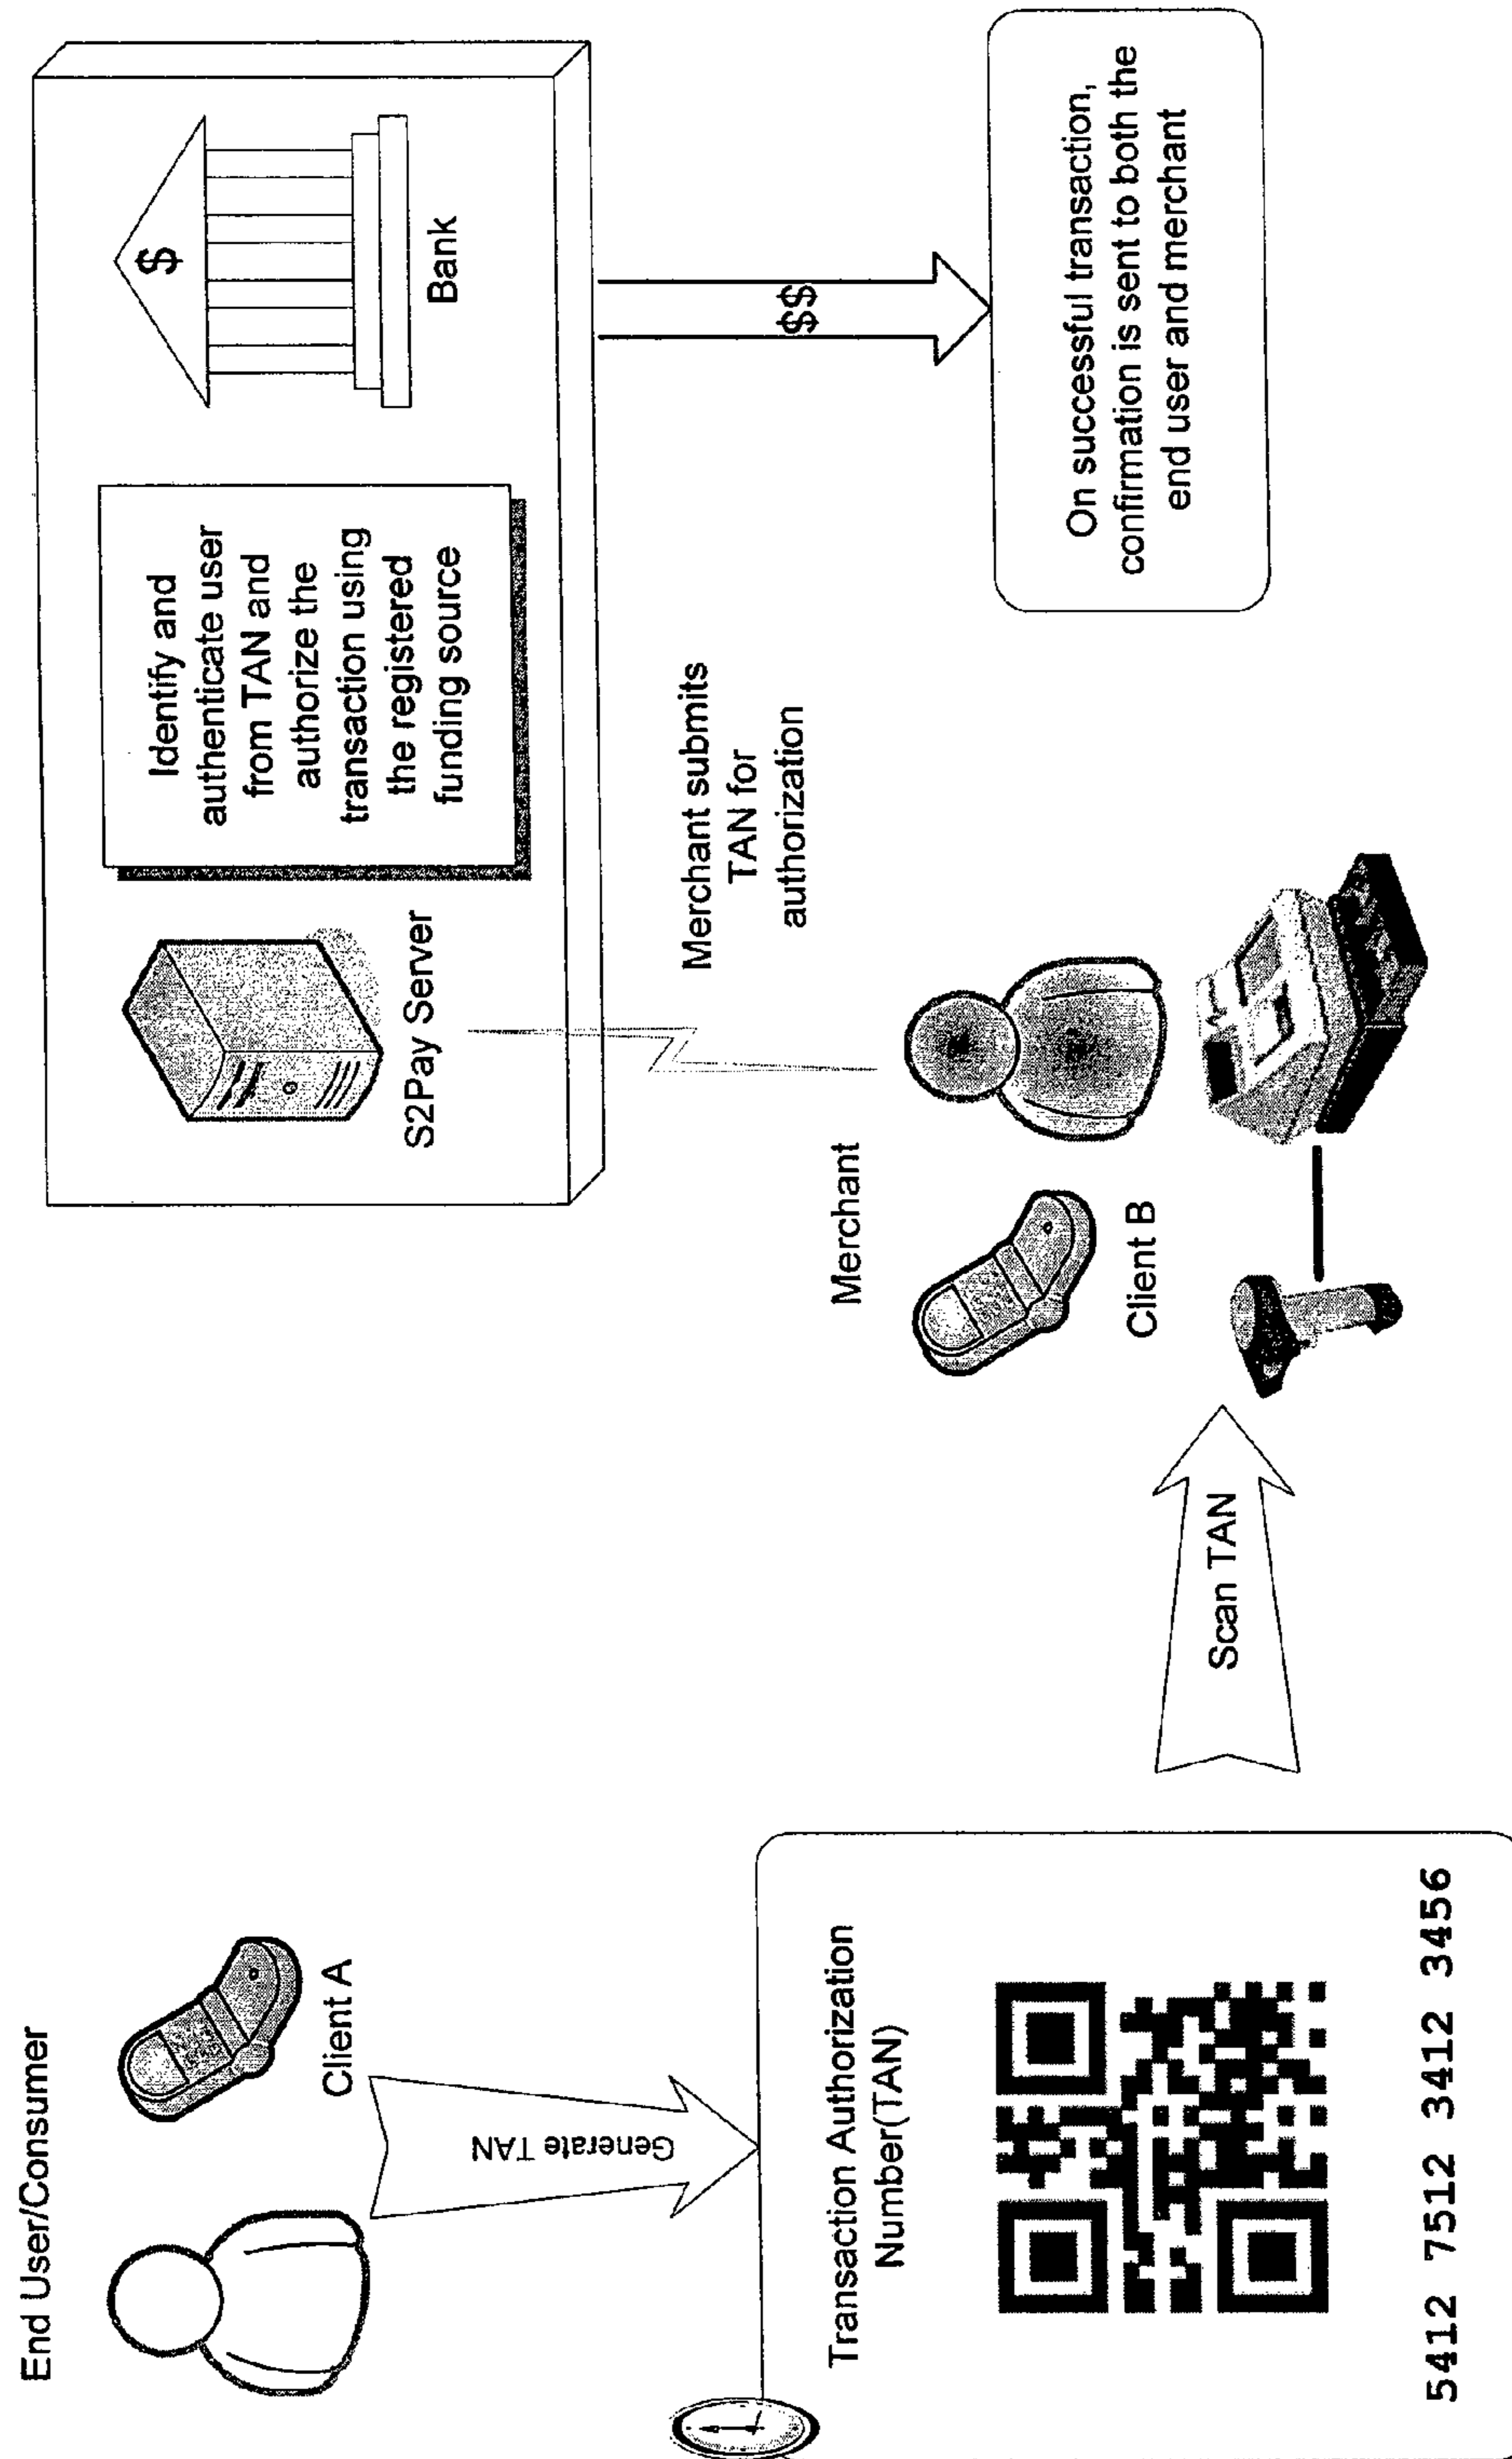 End User/Consumer
Client A
Generate TAN
Transaction Authorization
Number(TAN)
5412 7512 3412 3456
Scan TAN
Merchant
Client B
Merchant submits
TAN for
authorization
S2Pay Server
Identify and
authenticate user
from TAN and
authorize the
transaction using
the registered
funding source
$
Bank
$$
On successful transaction,
confirmation is sent to both the
end user and merchant